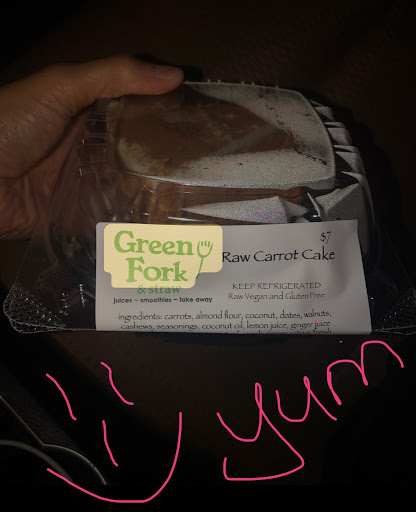 Green
Fork
& straw
juices ~ smoothies ~ take away
$7
Raw Carrot Cake
KEEP REFRIGERATED
Raw Vegan and Gluten Free
ingredients: carrots, almond flour, coconut, dates, walnuts,
cashews, seasonings, coconut oil, lemon juice, ginger juice
yum